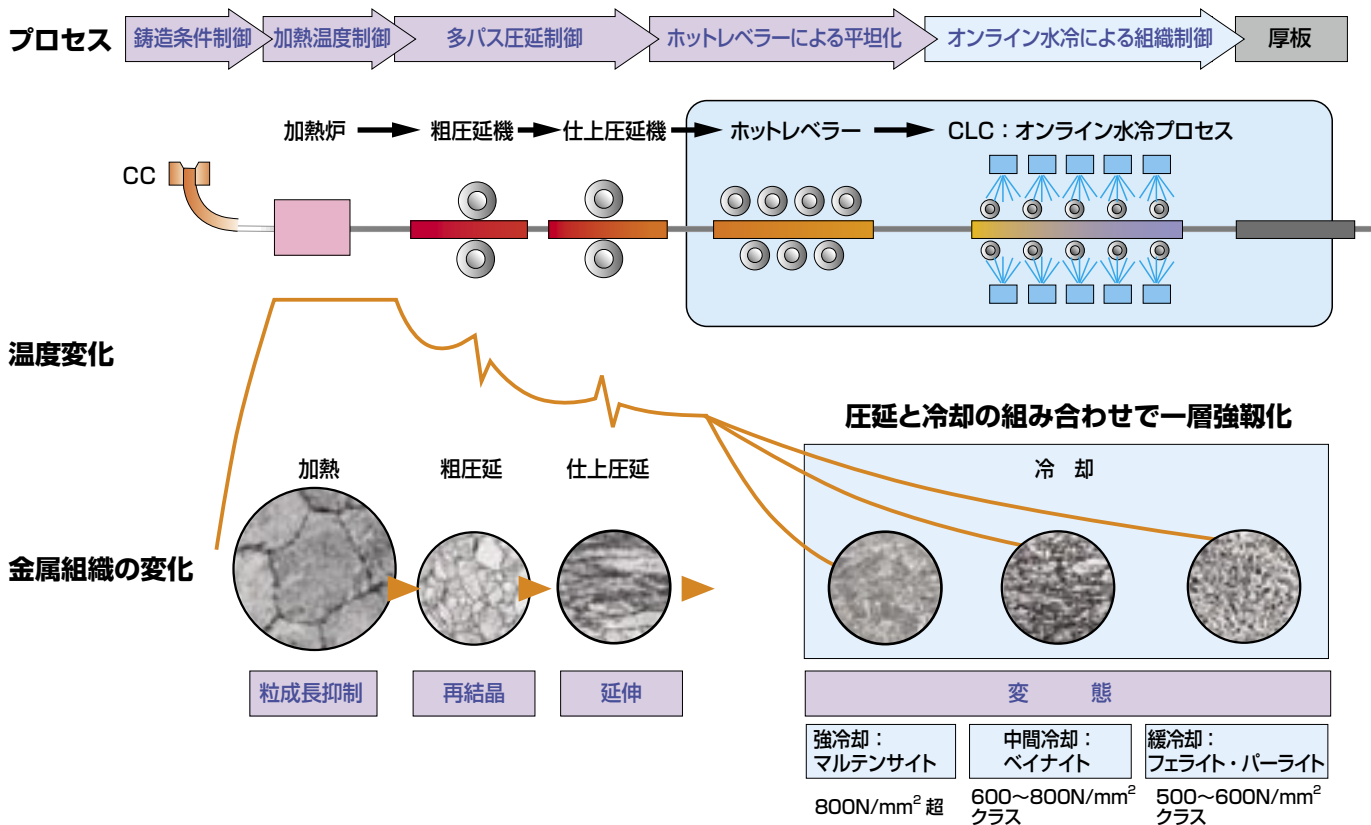 プロセス 鋳造条件制御 加熱温度制御 多パス圧延制御 ホットレベラーによる平坦化 オンライン水冷による組織制御 厚板
加熱炉 粗圧延機 仕上圧延機 ホットレベラー CLC：オンライン水冷プロセス
CC
温度変化
圧延と冷却の組み合わせで一層強靱化
加熱 粗圧延 仕上圧延 冷 却
金属組織の変化
粒成長抑制 再結晶 延伸 変 態
強冷却：
マルテンサイト
中間冷却：
ベイナイト
緩冷却：
フェライト・パーライト
800N/mm² 超
600〜800N/mm²
クラス
500〜600N/mm²
クラス